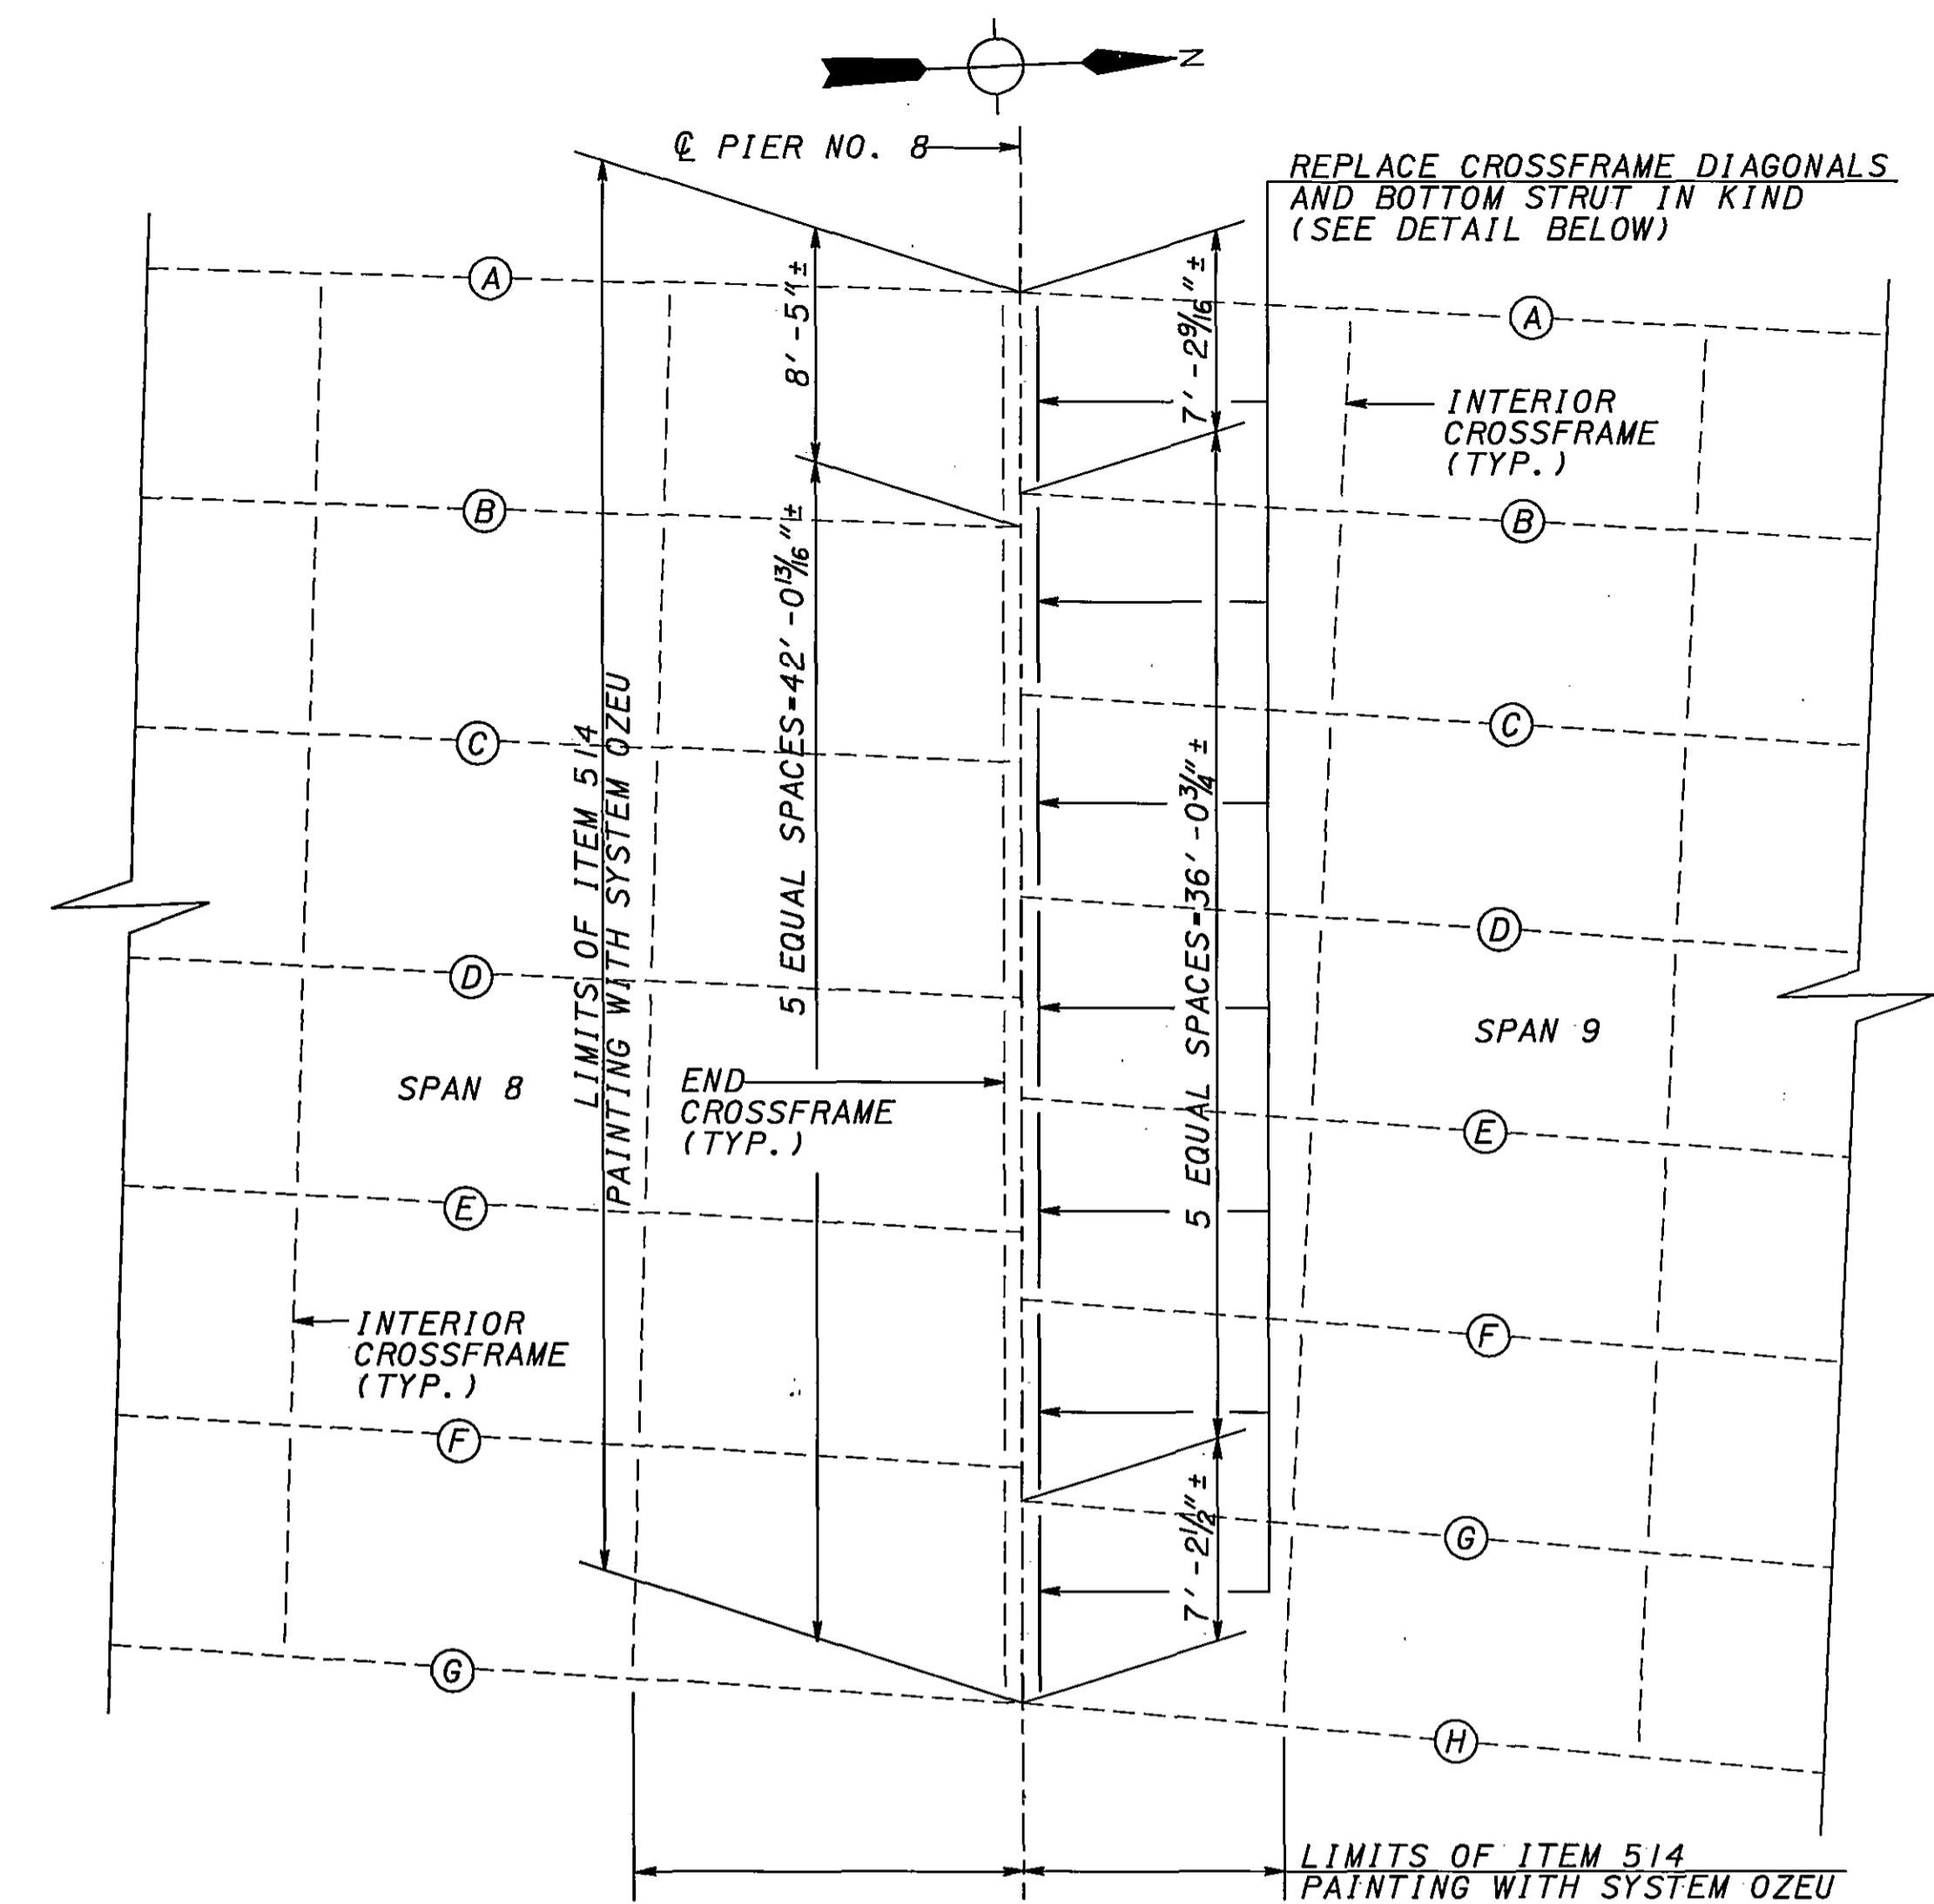 N
℄ PIER NO. 8
REPLACE CROSSFRAME DIAGONALS
AND BOTTOM STRUT IN KIND
(SEE DETAIL BELOW)
A
A
8'-5"±
7'-2 9/16"±
INTERIOR
CROSSFRAME
(TYP.)
B
B
5 EQUAL SPACES=42'-0 13/16"±
5 EQUAL SPACES=36'-0 3/4"±
LIMITS OF ITEM 514
PAINTING WITH SYSTEM OZEU
C
C
D
D
SPAN 8
SPAN 9
END
CROSSFRAME
(TYP.)
E
E
INTERIOR
CROSSFRAME
(TYP.)
F
F
7'-2 1/2"±
G
G
H
LIMITS OF ITEM 514
PAINTING WITH SYSTEM OZEU